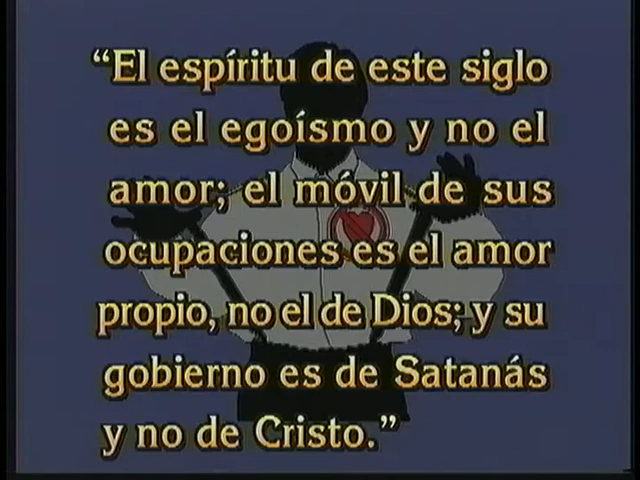 “El espíritu de este siglo
es el egoísmo y no el
amor; el móvil de sus
ocupaciones es el amor
propio, no el de Dios; y su
gobierno es de Satanás
y no de Cristo.”